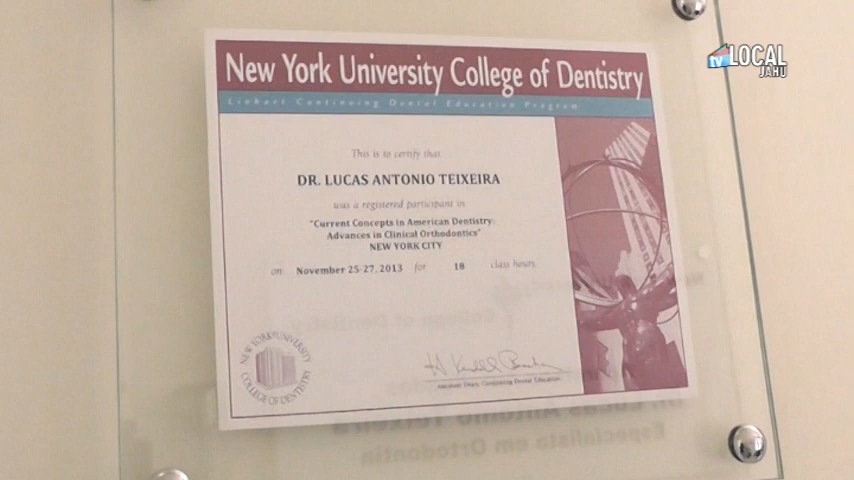 tv LOCAL
JAHU
New York University College of Dentistry
Linhart Continuing Dental Education Program
This is to certify that
DR. LUCAS ANTONIO TEIXEIRA
was a registered participant in
"Current Concepts in American Dentistry:
Advances in Clinical Orthodontics"
NEW YORK CITY
on November 25-27, 2013 for 18 class hours.
NEW YORK UNIVERSITY
COLLEGE OF DENTISTRY
Assistant Dean, Continuing Dental Education
College of Dentistry
Dr. Lucas Antonio Teixeira
Especialista em Ortodontia